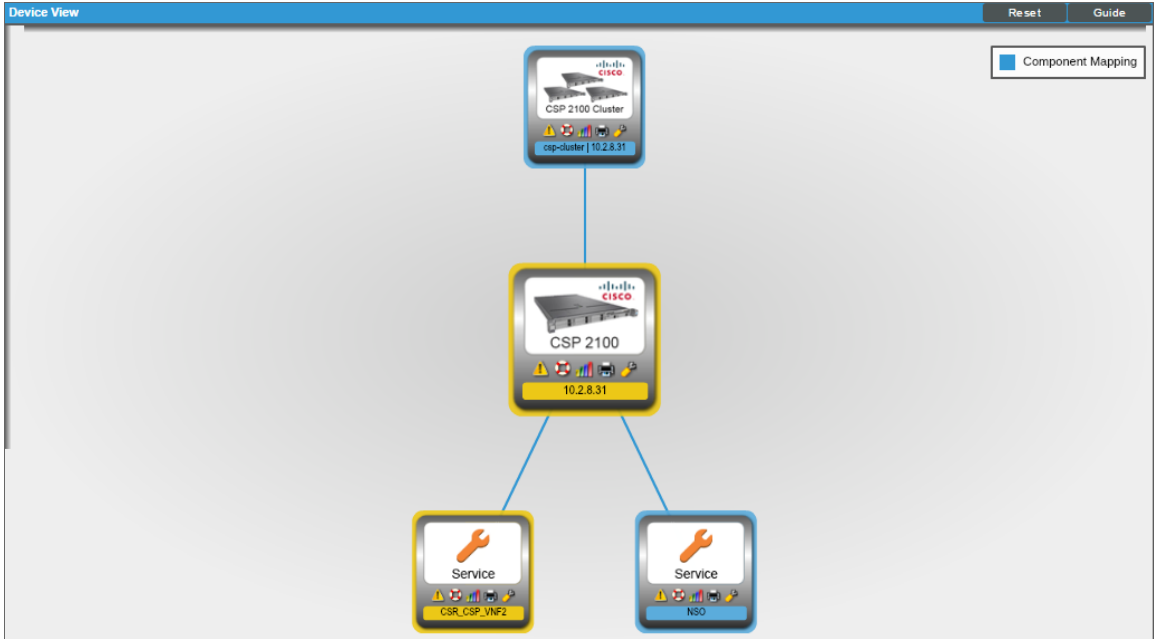 Device View
Reset
Guide
Component Mapping
CISCO
CSP 2100 Cluster
csp-cluster | 10.2.8.31
CISCO
CSP 2100
10.2.8.31
Service
CSR_CSP_VNF2
Service
NSO